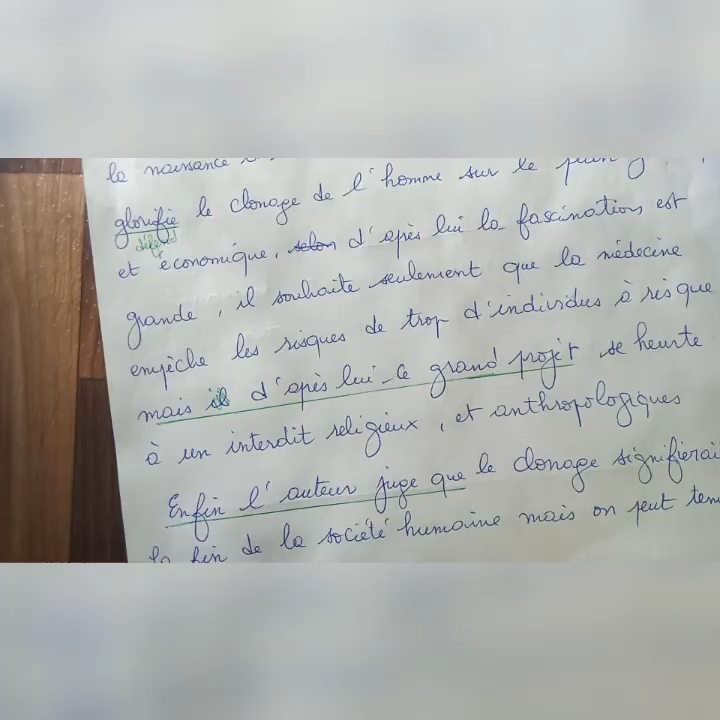 la naissance
glorifie le clonage de l'homme sur le
défend
et économique, selon d'après lui la fascination est
grande, il souhaite seulement que la médecine
empêche les risques de trop d'individus à risque
mais il d'après lui ce grand projet se heurte
à un interdit religieux, et anthropologiques
Enfin l'auteur juge que le clonage signifierai
la fin de la société humaine mais on peut